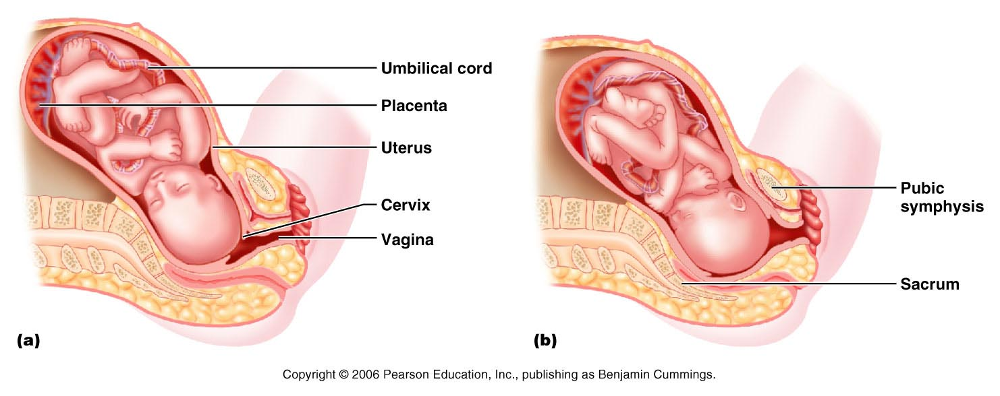 Umbilical cord
Placenta
Uterus
Cervix
Vagina
(a)
Pubic
symphysis
Sacrum
(b)
Copyright © 2006 Pearson Education, Inc., publishing as Benjamin Cummings.